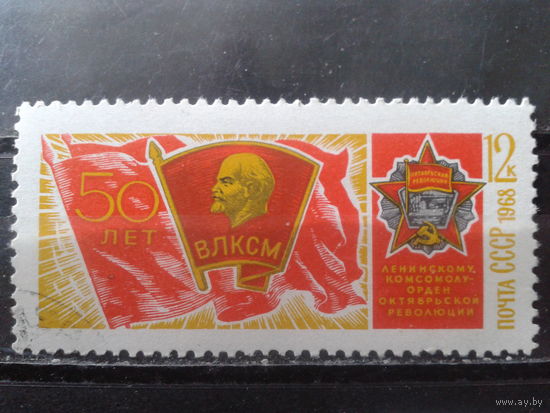 50
ЛЕТ
ВЛКСМ
ОКТЯБРЬСКАЯ
РЕВОЛЮЦИЯ
ЛЕНИНСКОМУ
КОМСОМОЛУ-
ОРДЕН
ОКТЯБРЬСКОЙ
РЕВОЛЮЦИИ
12К
ПОЧТА СССР 1968
www.ay.by